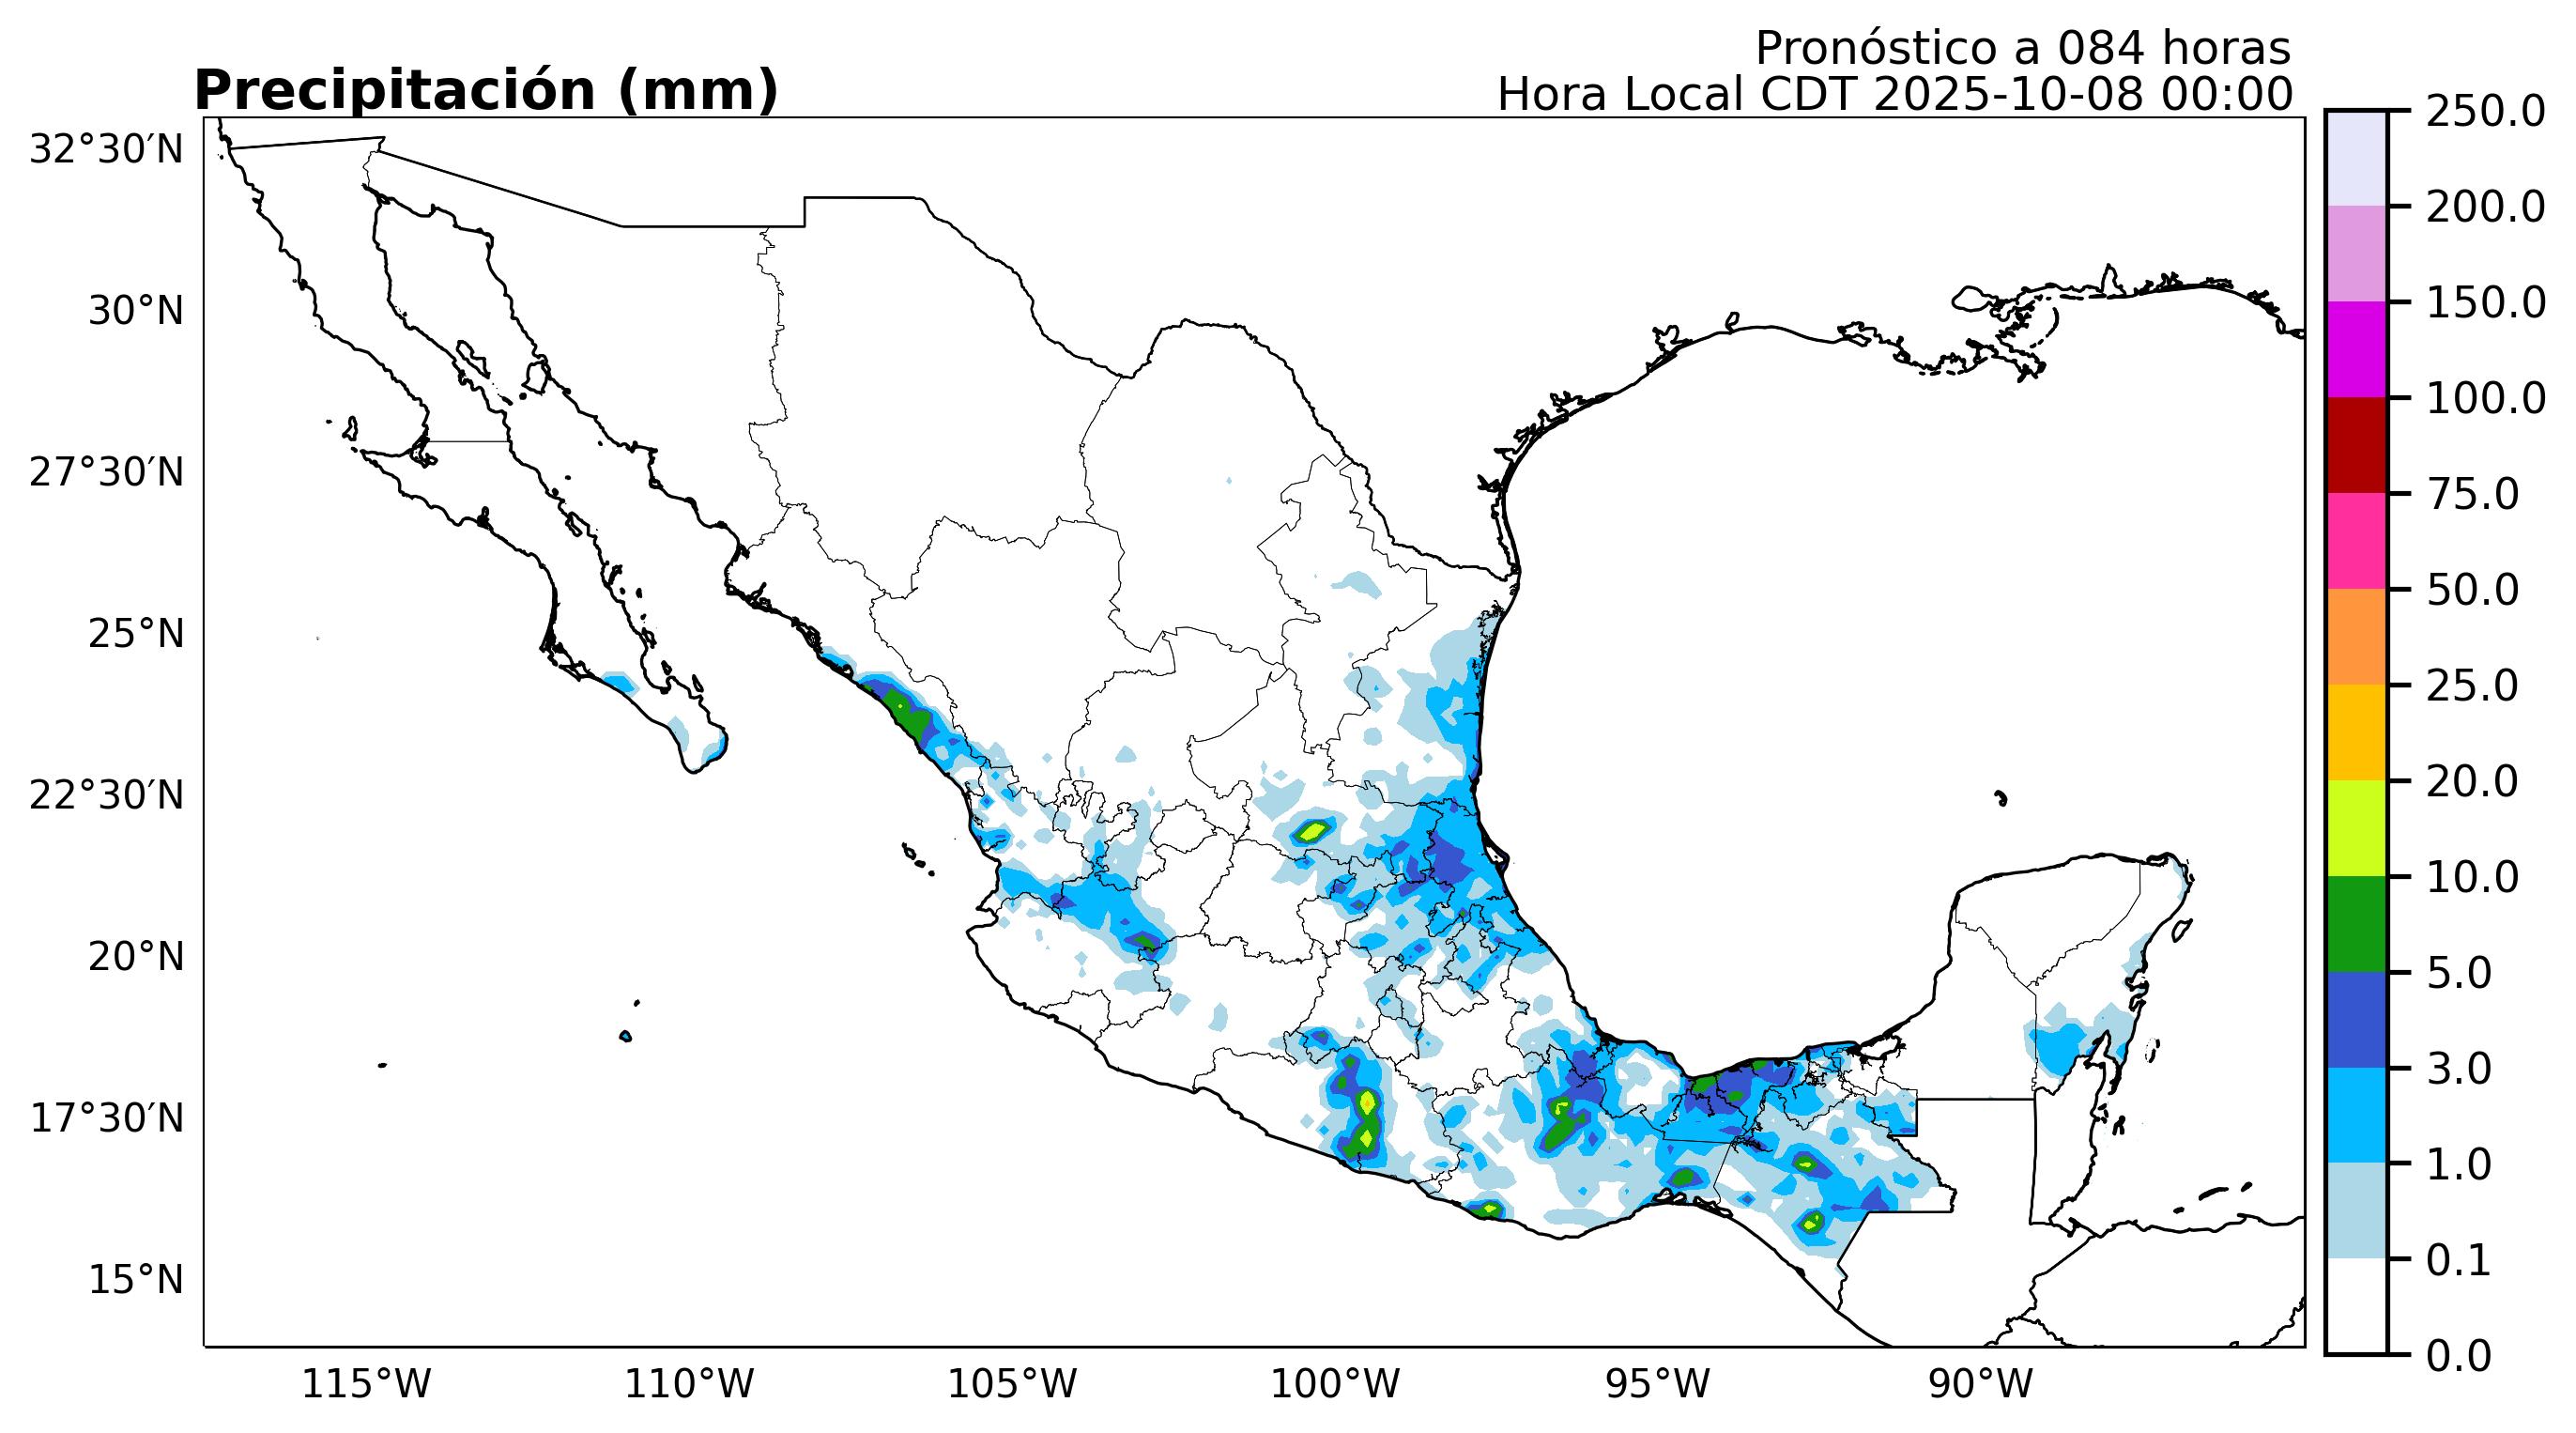 Pronóstico a 084 horas
Precipitación (mm)
Hora Local CDT 2025-10-08 00:00
32°30′N
30°N
27°30′N
25°N
22°30′N
20°N
17°30′N
15°N
115°W
110°W
105°W
100°W
95°W
90°W
250.0
200.0
150.0
100.0
75.0
50.0
25.0
20.0
10.0
5.0
3.0
1.0
0.1
0.0